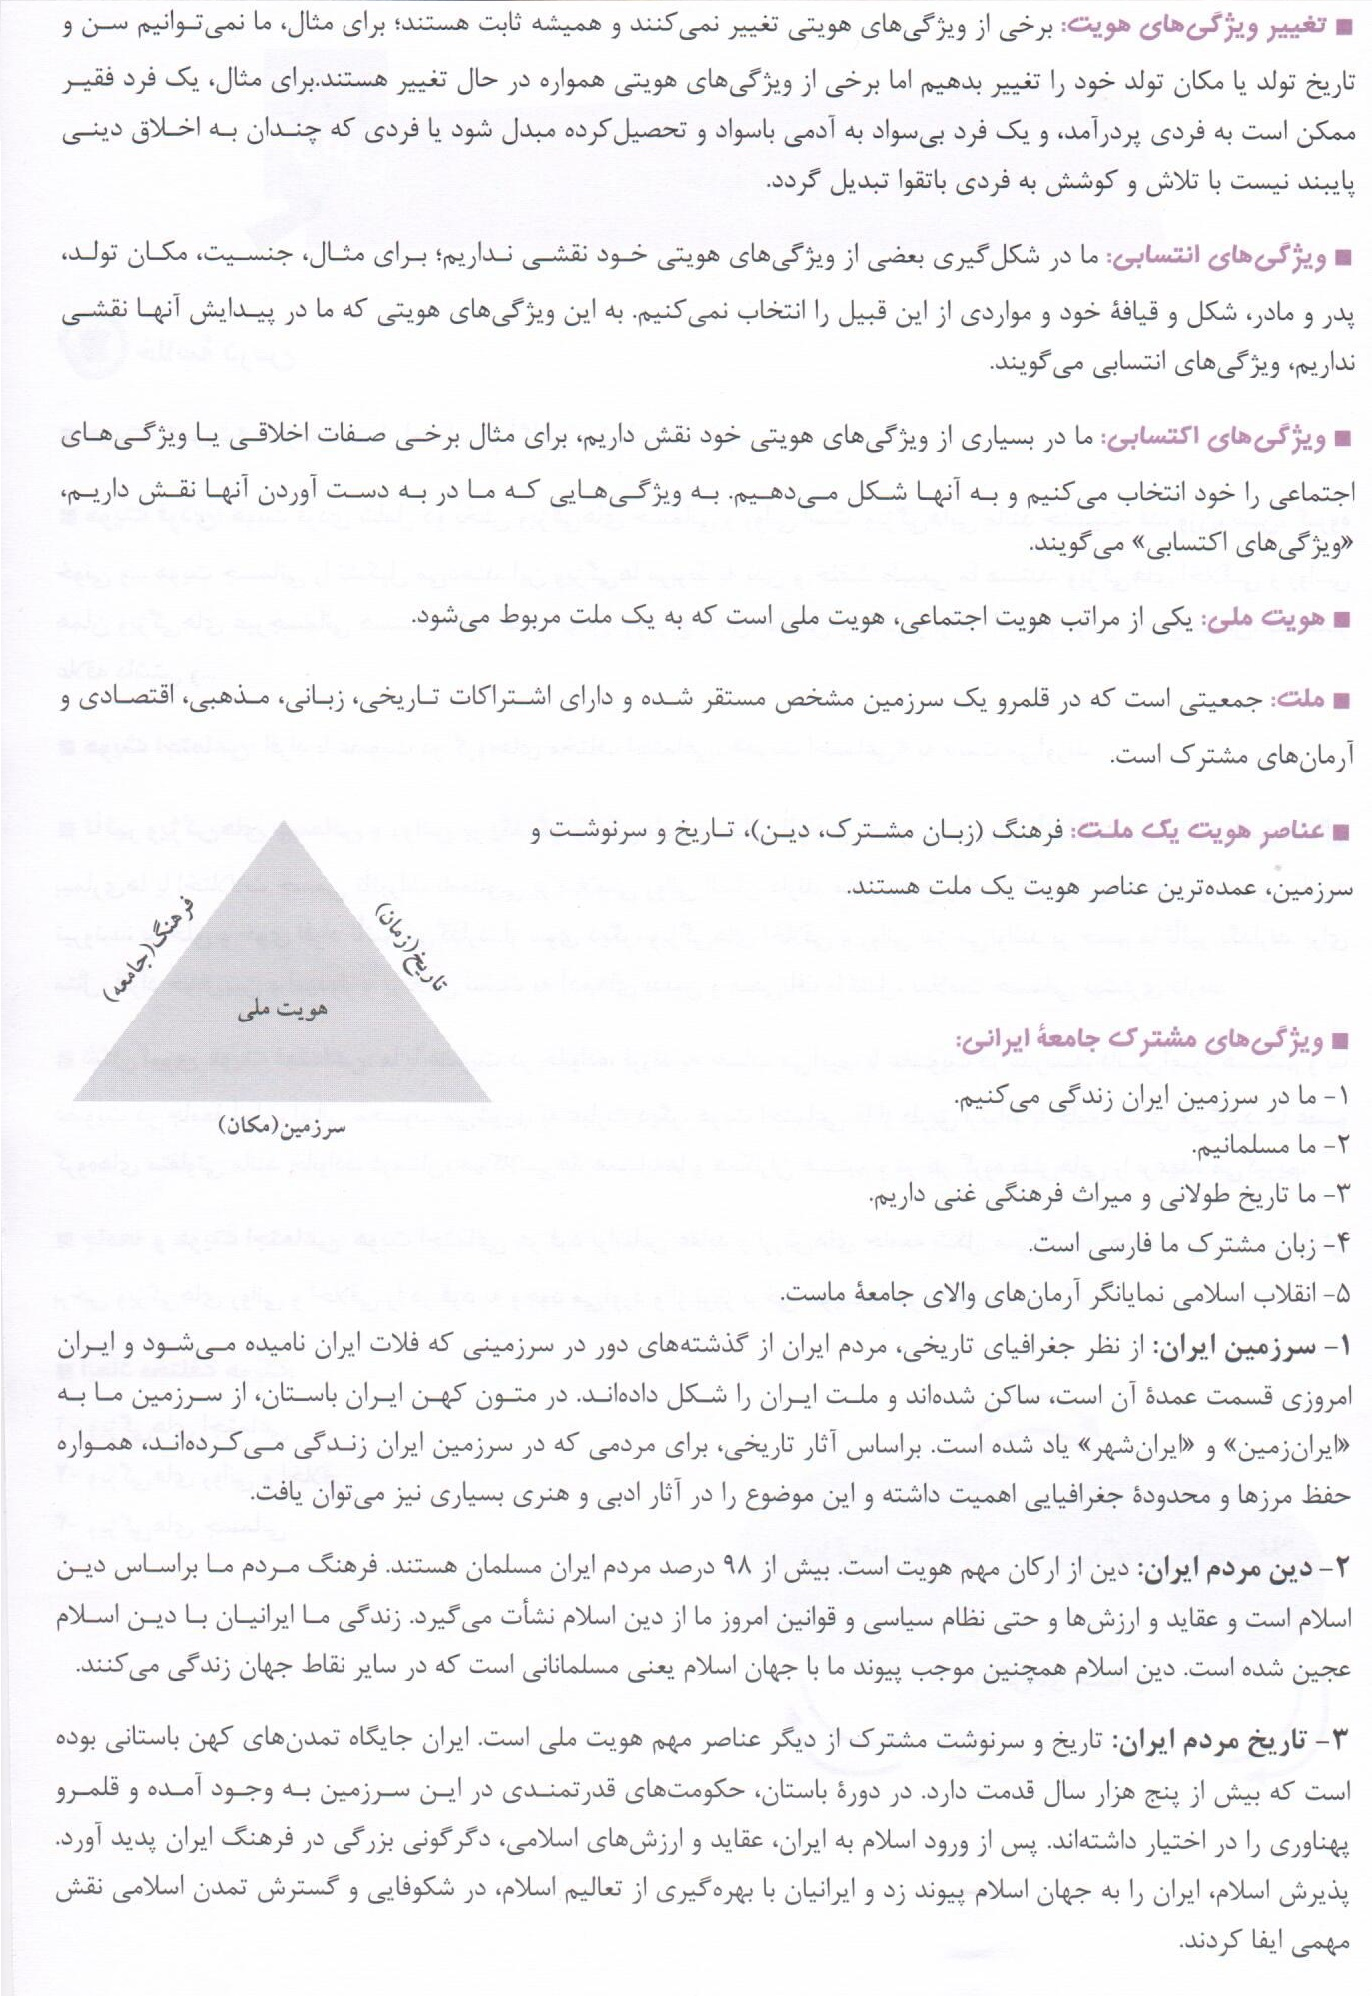 ■ تغییر ویژگی‌های هویت: برخی از ویژگی‌های هویتی تغییر نمی‌کنند و همیشه ثابت هستند؛ برای مثال، ما نمی‌توانیم سن و
تاریخ تولد یا مکان تولد خود را تغییر بدهیم اما برخی از ویژگی‌های هویتی همواره در حال تغییر هستند.برای مثال، یک فرد فقیر
ممکن است به فردی پردرآمد، و یک فرد بی‌سواد به آدمی باسواد و تحصیل‌کرده مبدل شود یا فردی که چندان به اخلاق دینی
پایبند نیست با تلاش و کوشش به فردی باتقوا تبدیل گردد.
■ ویژگی‌های انتسابی: ما در شکل‌گیری بعضی از ویژگی‌های هویتی خود نقشی نداریم؛ برای مثال، جنسیت، مکان تولد،
پدر و مادر، شکل و قیافهٔ خود و مواردی از این قبیل را انتخاب نمی‌کنیم. به این ویژگی‌های هویتی که ما در پیدایش آنها نقشی
نداریم، ویژگی‌های انتسابی می‌گویند.
■ ویژگی‌های اکتسابی: ما در بسیاری از ویژگی‌های هویتی خود نقش داریم، برای مثال برخی صفات اخلاقی یا ویژگی‌های
اجتماعی را خود انتخاب می‌کنیم و به آنها شکل می‌دهیم. به ویژگی‌هایی که ما در به دست آوردن آنها نقش داریم،
«ویژگی‌های اکتسابی» می‌گویند.
■ هویت ملی: یکی از مراتب هویت اجتماعی، هویت ملی است که به یک ملت مربوط می‌شود.
■ ملت: جمعیتی است که در قلمرو یک سرزمین مشخص مستقر شده و دارای اشتراکات تاریخی، زبانی، مذهبی، اقتصادی و
آرمان‌های مشترک است.
■ عناصر هویت یک ملت: فرهنگ (زبان مشترک، دین)، تاریخ و سرنوشت و
سرزمین، عمده‌ترین عناصر هویت یک ملت هستند.
تاریخ(زمان)
فرهنگ(جامعه)
هویت ملی
سرزمین(مکان)
■ ویژگی‌های مشترک جامعهٔ ایرانی:
۱- ما در سرزمین ایران زندگی می‌کنیم.
۲- ما مسلمانیم.
۳- ما تاریخ طولانی و میراث فرهنگی غنی داریم.
۴- زبان مشترک ما فارسی است.
۵- انقلاب اسلامی نمایانگر آرمان‌های والای جامعهٔ ماست.
۱- سرزمین ایران: از نظر جغرافیای تاریخی، مردم ایران از گذشته‌های دور در سرزمینی که فلات ایران نامیده می‌شود و ایران
امروزی قسمت عمدهٔ آن است، ساکن شده‌اند و ملت ایران را شکل داده‌اند. در متون کهن ایران باستان، از سرزمین ما به
«ایران‌زمین» و «ایران‌شهر» یاد شده است. براساس آثار تاریخی، برای مردمی که در سرزمین ایران زندگی می‌کرده‌اند، همواره
حفظ مرزها و محدودهٔ جغرافیایی اهمیت داشته و این موضوع را در آثار ادبی و هنری بسیاری نیز می‌توان یافت.
۲- دین مردم ایران: دین از ارکان مهم هویت است. بیش از ۹۸ درصد مردم ایران مسلمان هستند. فرهنگ مردم ما براساس دین
اسلام است و عقاید و ارزش‌ها و حتی نظام سیاسی و قوانین امروز ما از دین اسلام نشأت می‌گیرد. زندگی ما ایرانیان با دین اسلام
عجین شده است. دین اسلام همچنین موجب پیوند ما با جهان اسلام یعنی مسلمانانی است که در سایر نقاط جهان زندگی می‌کنند.
۳- تاریخ مردم ایران: تاریخ و سرنوشت مشترک از دیگر عناصر مهم هویت ملی است. ایران جایگاه تمدن‌های کهن باستانی بوده
است که بیش از پنج هزار سال قدمت دارد. در دورهٔ باستان، حکومت‌های قدرتمندی در این سرزمین به وجود آمده و قلمرو
پهناوری را در اختیار داشته‌اند. پس از ورود اسلام به ایران، عقاید و ارزش‌های اسلامی، دگرگونی بزرگی در فرهنگ ایران پدید آورد.
پذیرش اسلام، ایران را به جهان اسلام پیوند زد و ایرانیان با بهره‌گیری از تعالیم اسلام، در شکوفایی و گسترش تمدن اسلامی نقش
مهمی ایفا کردند.